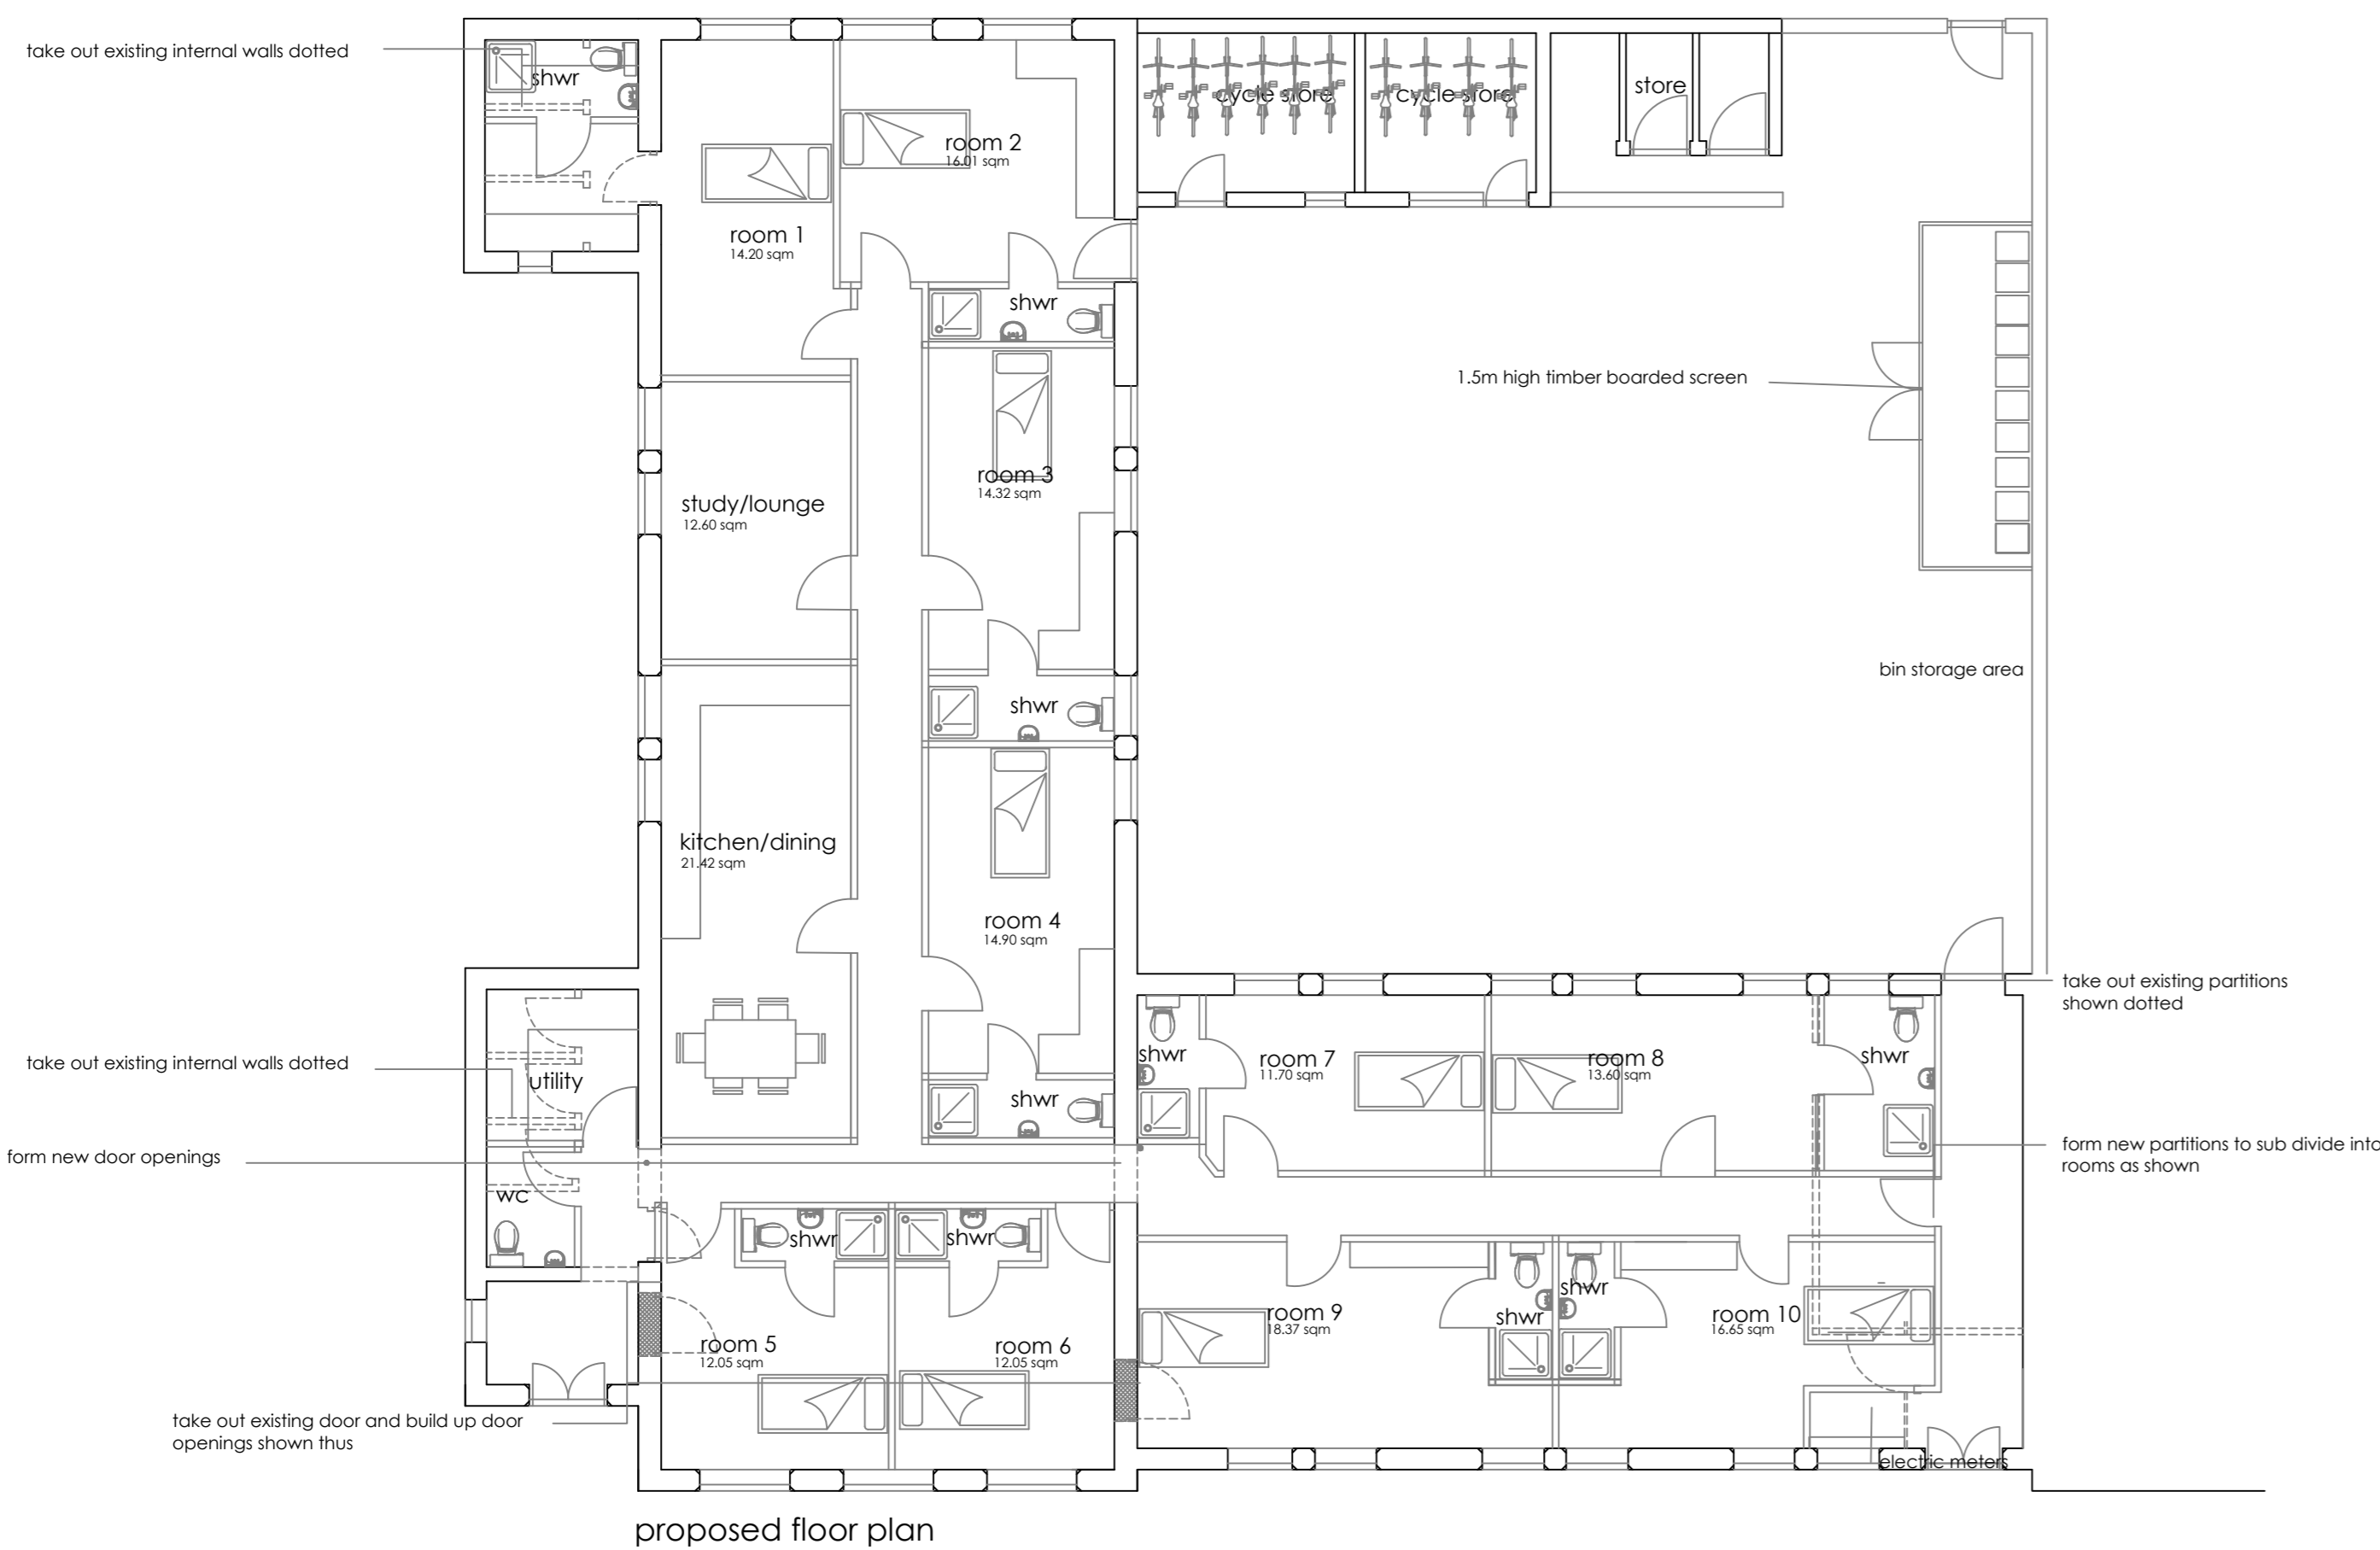 take out existing internal walls dotted
shwr
cycle store
cycle store
store
room 2
16.01 sqm
room 1
14.20 sqm
shwr
1.5m high timber boarded screen
room 3
14.32 sqm
study/lounge
12.60 sqm
bin storage area
shwr
kitchen/dining
21.42 sqm
room 4
14.90 sqm
take out existing partitions
shown dotted
take out existing internal walls dotted
utility
shwr
shwr
room 7
11.70 sqm
room 8
13.60 sqm
shwr
form new door openings
form new partitions to sub divide into
rooms as shown
wc
shwr
shwr
shwr
shwr
room 5
12.05 sqm
room 6
12.05 sqm
room 9
18.37 sqm
room 10
16.65 sqm
take out existing door and build up door
openings shown thus
electric meters
proposed floor plan